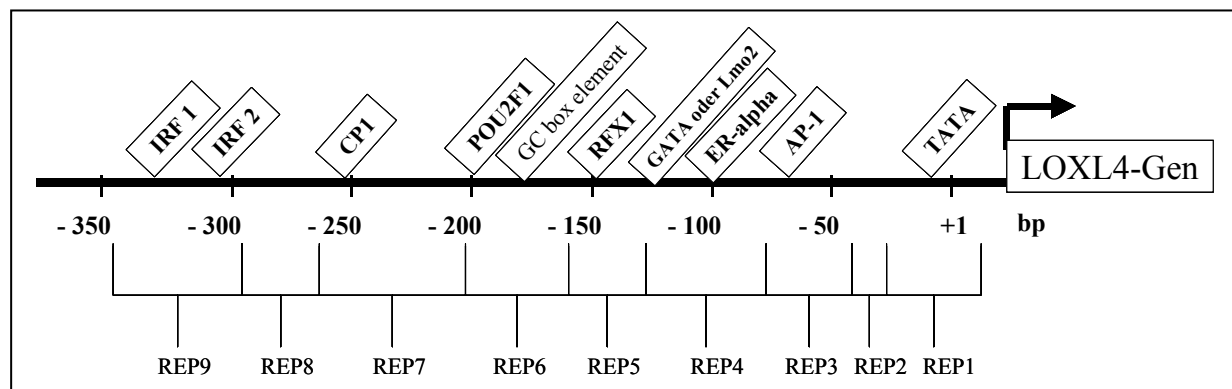 IRF 1
IRF 2
CP1
POU2F1
GC box element
RFX1
GATA oder Lmo2
ER-alpha
AP-1
TATA
LOXL4-Gen
- 350
- 300
- 250
- 200
- 150
- 100
- 50
+1
bp
REP9
REP8
REP7
REP6
REP5
REP4
REP3
REP2
REP1